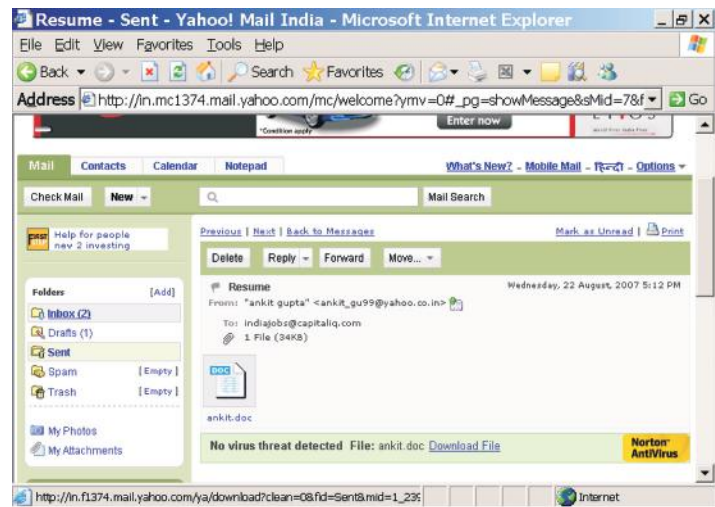 Resume - Sent - Yahoo! Mail India - Microsoft Internet Explorer
File Edit View Favorites Tools Help
Back Search Favorites
Address http://in.mc1374.mail.yahoo.com/mc/welcome?ymv=0#_pg=showMessage&sMid=7&f Go
*Condition apply Enter now
Mail Contacts Calendar Notepad What's New? - Mobile Mail - हिन्दी - Options
Check Mail New Mail Search
Help for people
new 2 investing
Previous | Next | Back to Messages Mark as Unread | Print
Delete Reply Forward Move...
Folders [Add]
Inbox (2)
Drafts (1)
Sent
Spam [Empty]
Trash [Empty]
My Photos
My Attachments
Resume Wednesday, 22 August, 2007 5:12 PM
From: "ankit gupta" <ankit_gu99@yahoo.co.in>
To: indiajobs@capitaliq.com
1 File (34KB)
DOC
ankit.doc
No virus threat detected File: ankit.doc Download File Norton
AntiVirus
http://in.f1374.mail.yahoo.com/ya/download?clean=0&fid=Sent&mid=1_239 Internet